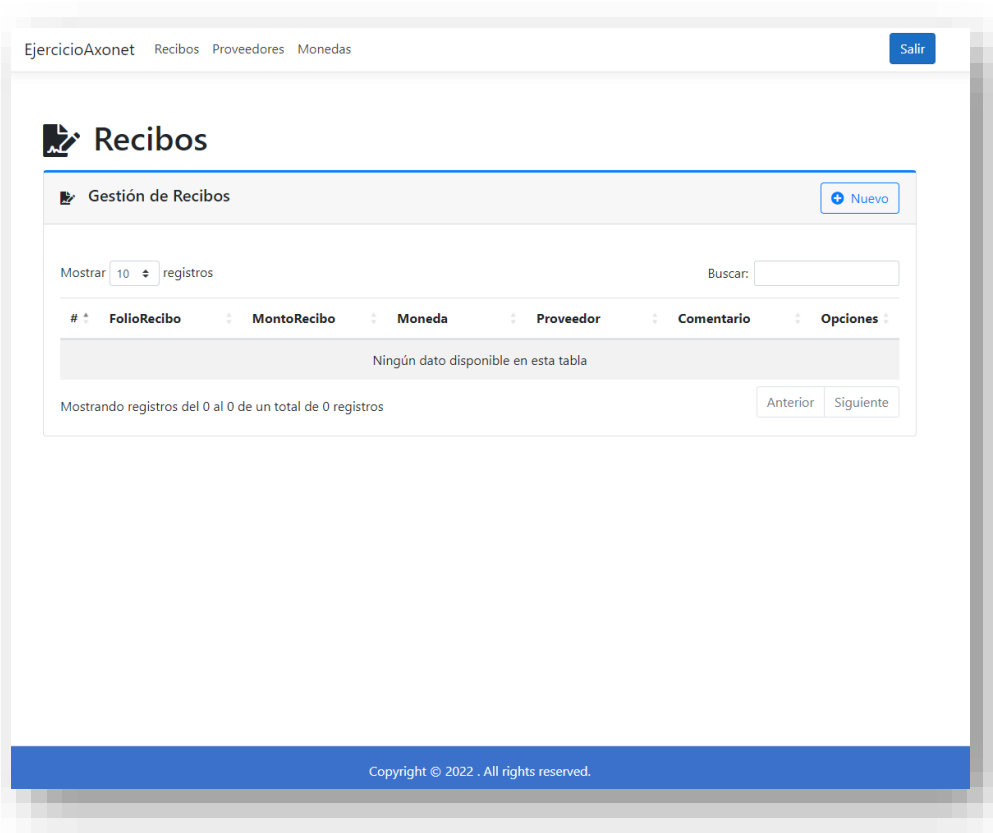 EjercicioAxonet Recibos Proveedores Monedas Salir
Recibos
Gestión de Recibos Nuevo
Mostrar 10 registros Buscar:
# FolioRecibo MontoRecibo Moneda Proveedor Comentario Opciones
Ningún dato disponible en esta tabla
Mostrando registros del 0 al 0 de un total de 0 registros Anterior Siguiente
Copyright © 2022 . All rights reserved.